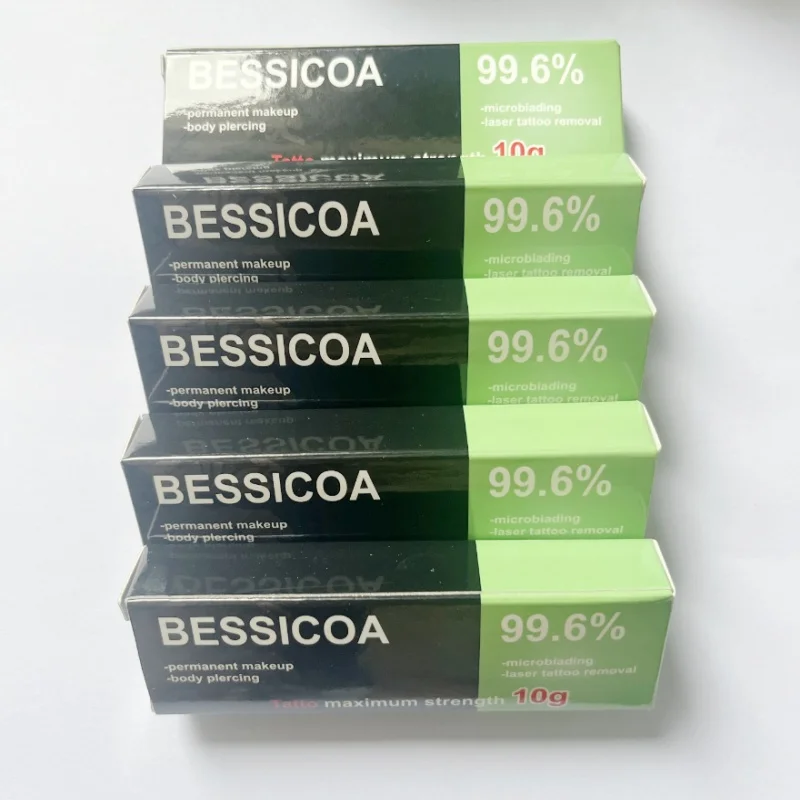 BESSICOA 99.6%
-permanent makeup -microblading
-body piercing -laser tattoo removal
Tatto maximum strength 10g
BESSICOA 99.6%
-permanent makeup -microblading
-body piercing -laser tattoo removal
BESSICOA 99.6%
-permanent makeup -microblading
-body piercing -laser tattoo removal
BESSICOA 99.6%
-permanent makeup -microblading
-body piercing -laser tattoo removal
BESSICOA 99.6%
-permanent makeup -microblading
-body piercing -laser tattoo removal
Tatto maximum strength 10g